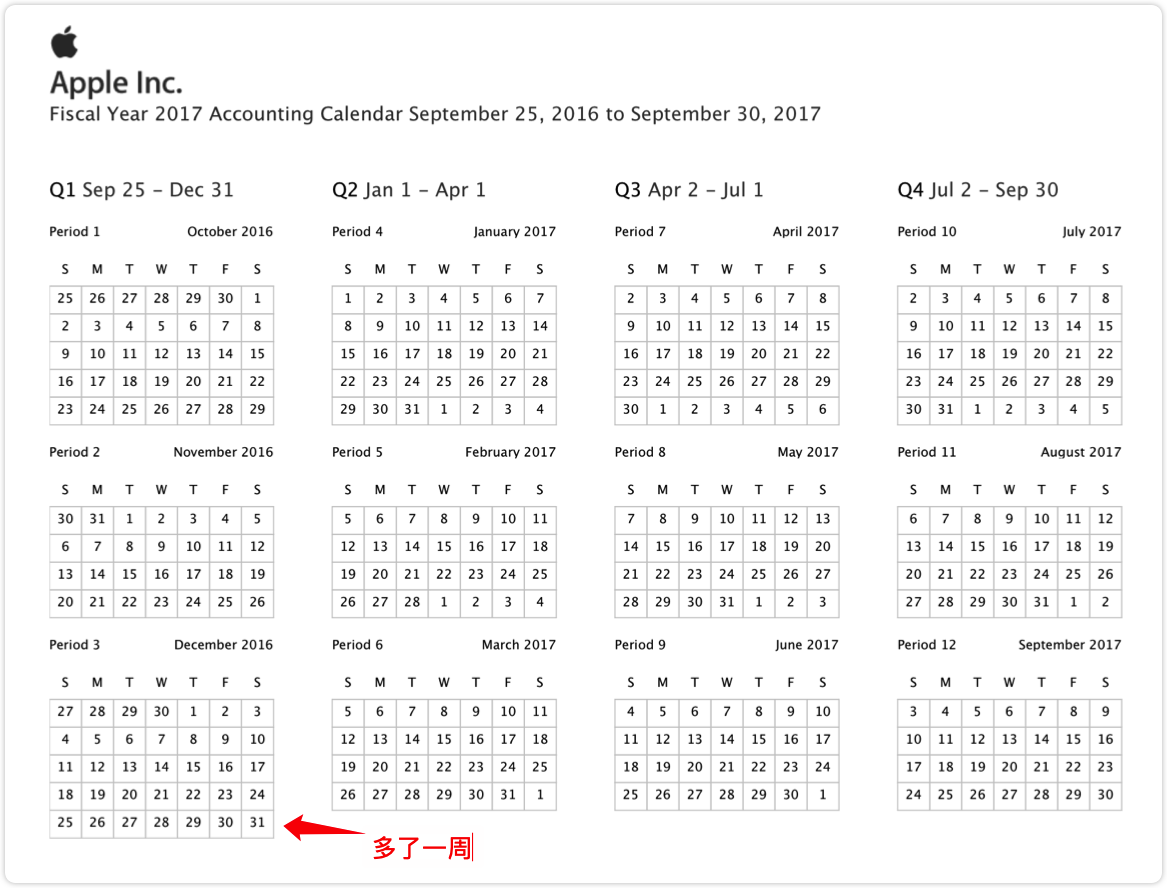 Apple Inc.
Fiscal Year 2017 Accounting Calendar September 25, 2016 to September 30, 2017
Q1 Sep 25 – Dec 31
Period 1 October 2016
S M T W T F S
25 26 27 28 29 30 1
2 3 4 5 6 7 8
9 10 11 12 13 14 15
16 17 18 19 20 21 22
23 24 25 26 27 28 29
Period 2 November 2016
S M T W T F S
30 31 1 2 3 4 5
6 7 8 9 10 11 12
13 14 15 16 17 18 19
20 21 22 23 24 25 26
Period 3 December 2016
S M T W T F S
27 28 29 30 1 2 3
4 5 6 7 8 9 10
11 12 13 14 15 16 17
18 19 20 21 22 23 24
25 26 27 28 29 30 31
多了一周
Q2 Jan 1 – Apr 1
Period 4 January 2017
S M T W T F S
1 2 3 4 5 6 7
8 9 10 11 12 13 14
15 16 17 18 19 20 21
22 23 24 25 26 27 28
29 30 31 1 2 3 4
Period 5 February 2017
S M T W T F S
5 6 7 8 9 10 11
12 13 14 15 16 17 18
19 20 21 22 23 24 25
26 27 28 1 2 3 4
Period 6 March 2017
S M T W T F S
5 6 7 8 9 10 11
12 13 14 15 16 17 18
19 20 21 22 23 24 25
26 27 28 29 30 31 1
Q3 Apr 2 – Jul 1
Period 7 April 2017
S M T W T F S
2 3 4 5 6 7 8
9 10 11 12 13 14 15
16 17 18 19 20 21 22
23 24 25 26 27 28 29
30 1 2 3 4 5 6
Period 8 May 2017
S M T W T F S
7 8 9 10 11 12 13
14 15 16 17 18 19 20
21 22 23 24 25 26 27
28 29 30 31 1 2 3
Period 9 June 2017
S M T W T F S
4 5 6 7 8 9 10
11 12 13 14 15 16 17
18 19 20 21 22 23 24
25 26 27 28 29 30 1
Q4 Jul 2 – Sep 30
Period 10 July 2017
S M T W T F S
2 3 4 5 6 7 8
9 10 11 12 13 14 15
16 17 18 19 20 21 22
23 24 25 26 27 28 29
30 31 1 2 3 4 5
Period 11 August 2017
S M T W T F S
6 7 8 9 10 11 12
13 14 15 16 17 18 19
20 21 22 23 24 25 26
27 28 29 30 31 1 2
Period 12 September 2017
S M T W T F S
3 4 5 6 7 8 9
10 11 12 13 14 15 16
17 18 19 20 21 22 23
24 25 26 27 28 29 30